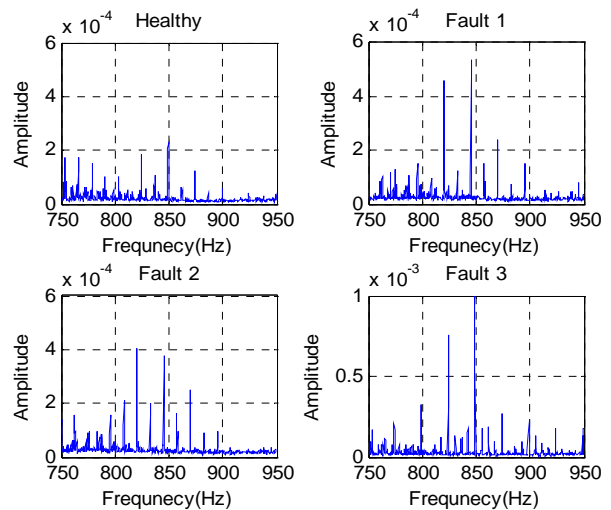 Healthy
x 10-4
6
4
2
0
Amplitude
750 800 850 900 950
Frequnecy(Hz)
Fault 1
x 10-4
6
4
2
0
Amplitude
750 800 850 900 950
Frequnecy(Hz)
Fault 2
x 10-4
6
4
2
0
Amplitude
750 800 850 900 950
Frequnecy(Hz)
Fault 3
x 10-3
1
0.5
0
Amplitude
750 800 850 900 950
Frequnecy(Hz)